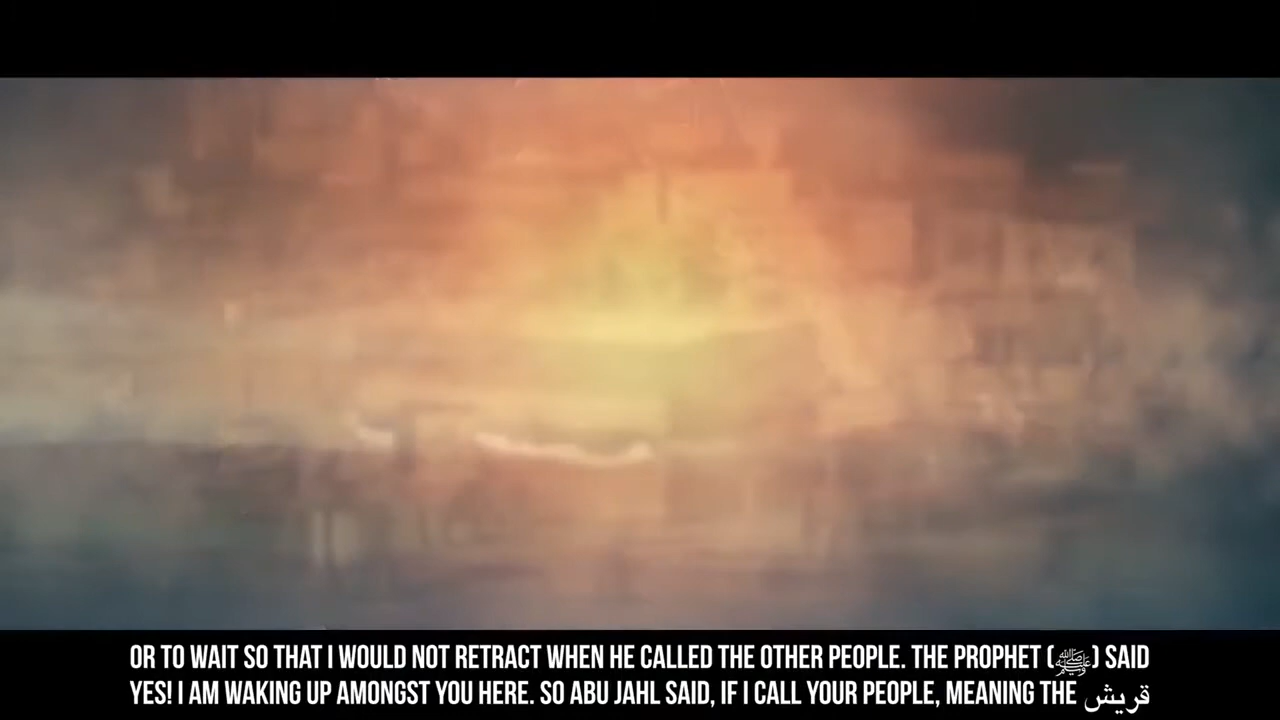 OR TO WAIT SO THAT I WOULD NOT RETRACT WHEN HE CALLED THE OTHER PEOPLE. THE PROPHET (ﷺ) SAID
YES! I AM WAKING UP AMONGST YOU HERE. SO ABU JAHL SAID, IF I CALL YOUR PEOPLE, MEANING THE قريش